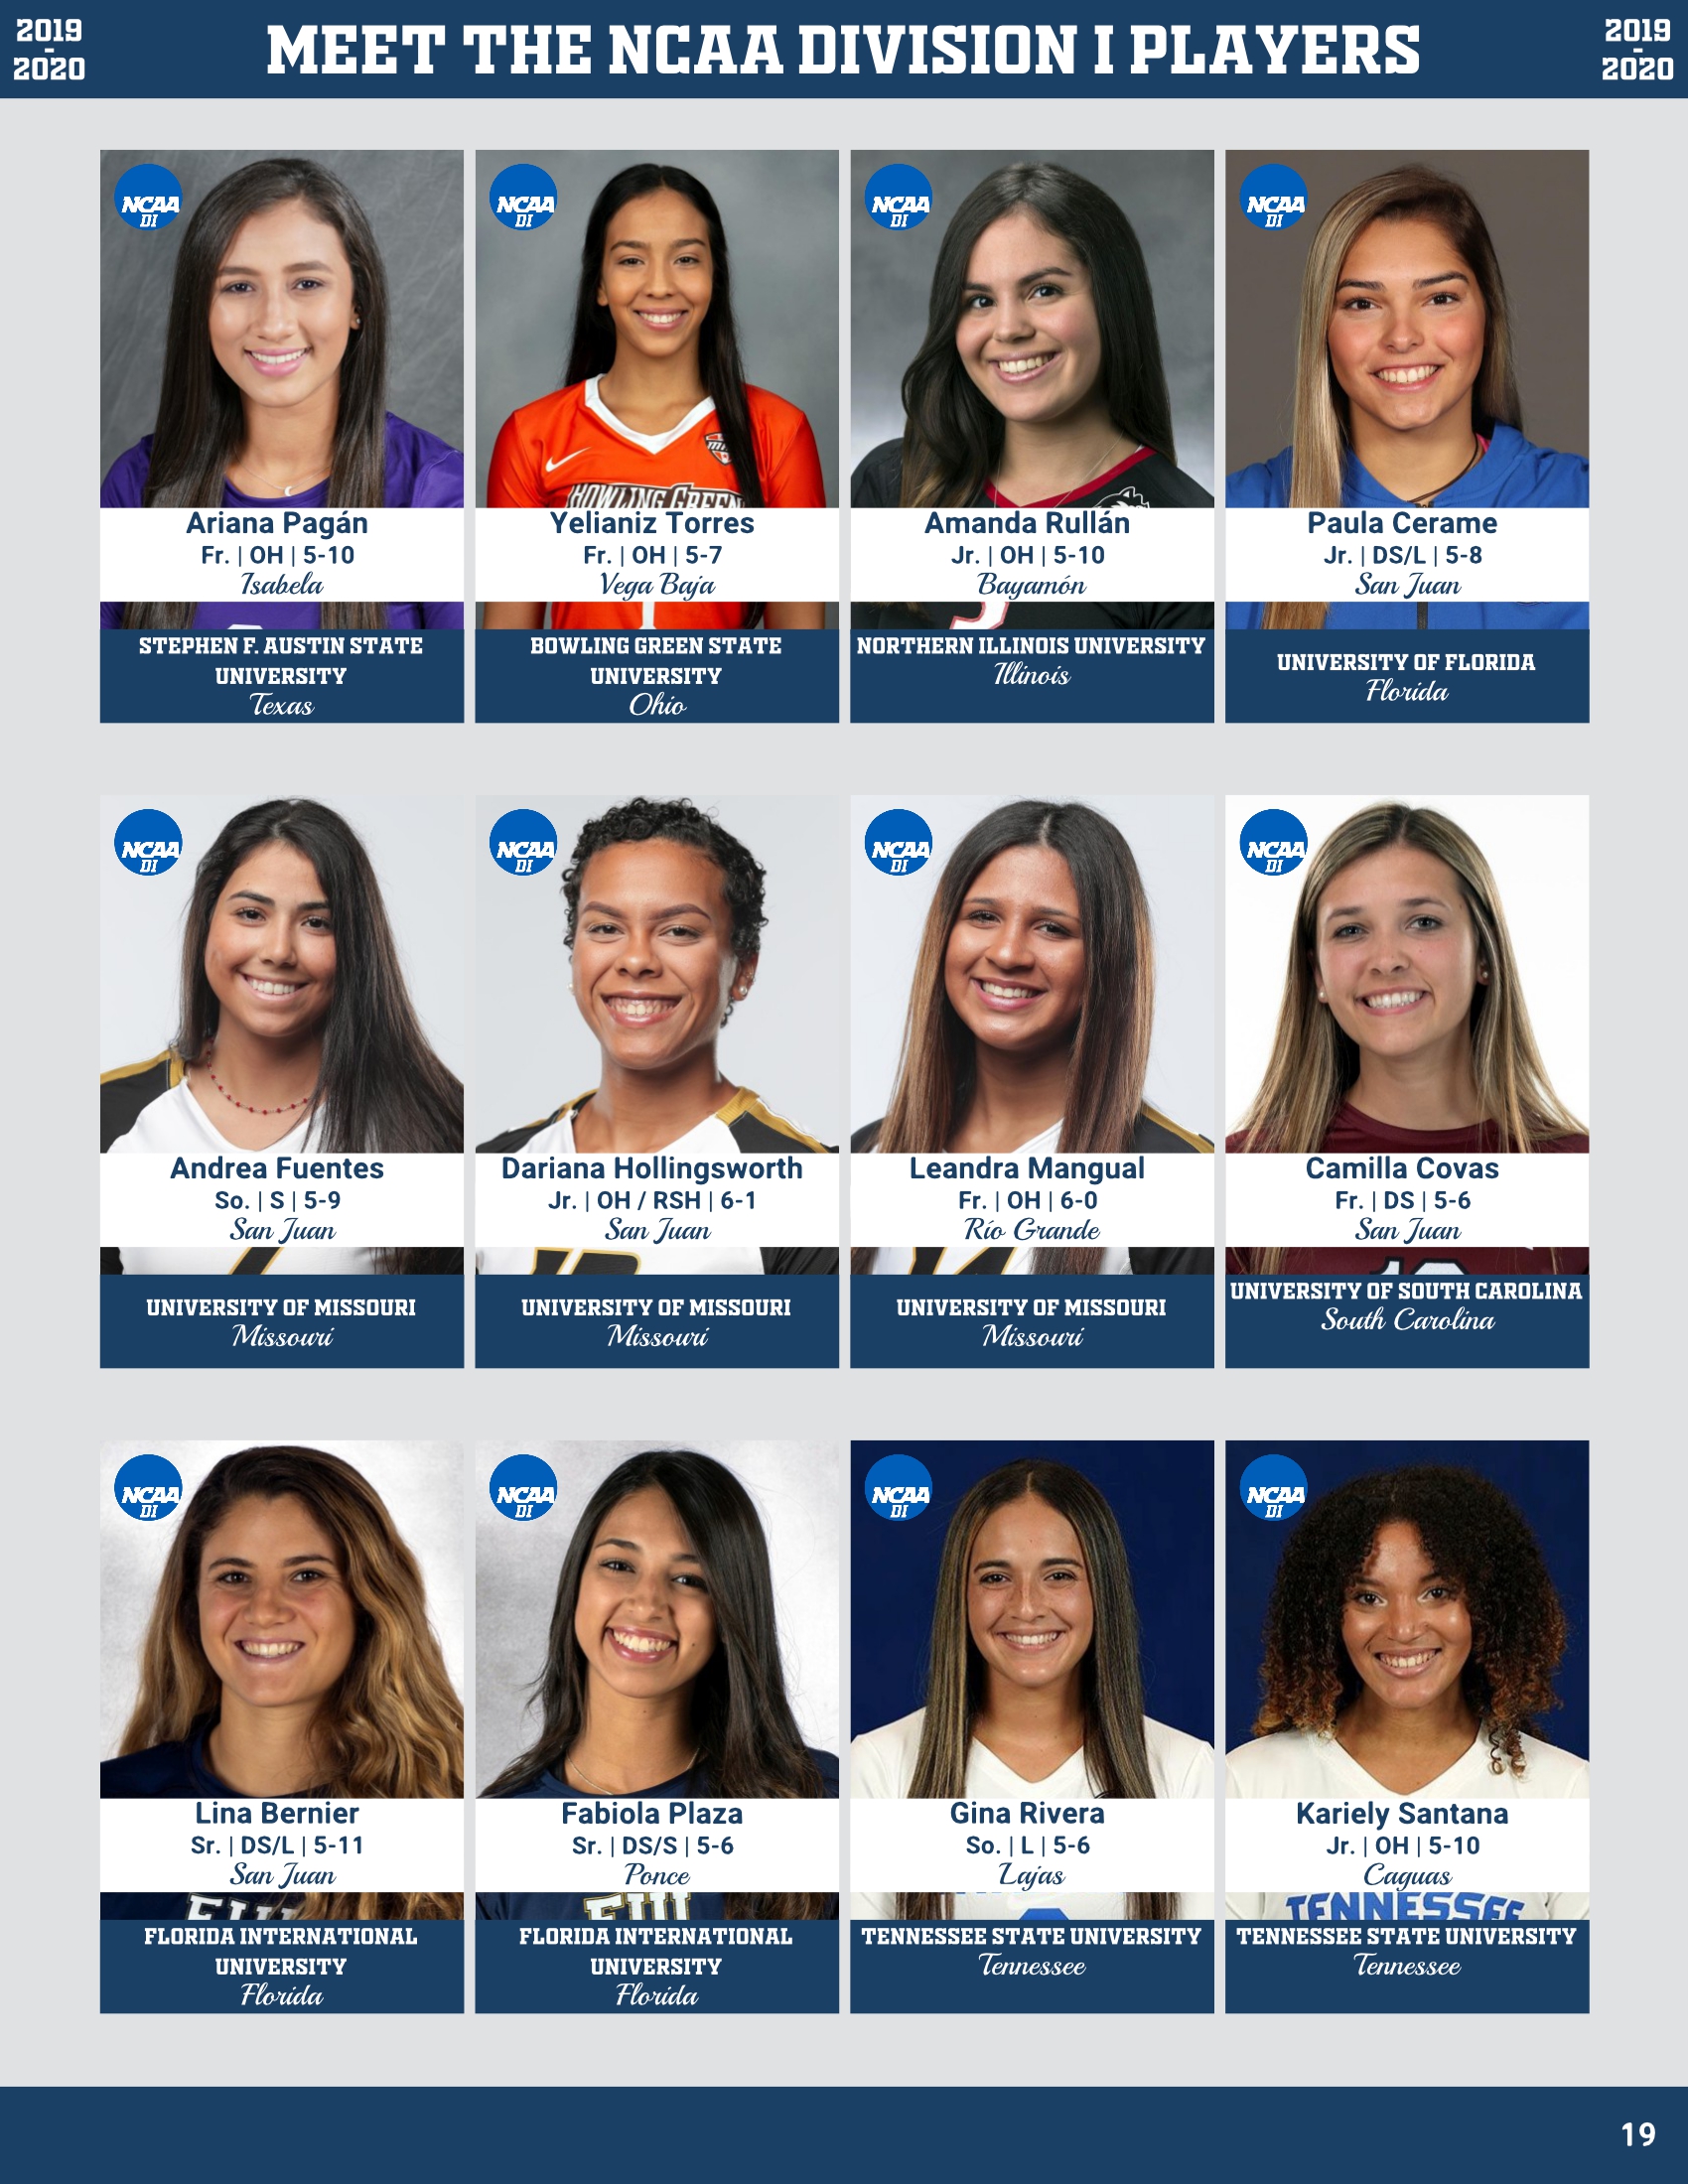 2019
-
2020
MEET THE NCAA DIVISION I PLAYERS
2019
-
2020
NCAA
DI
Ariana Pagán
Fr. | OH | 5-10
Isabela
STEPHEN F. AUSTIN STATE
UNIVERSITY
Texas
NCAA
DI
BOWLING GREEN
Yelianiz Torres
Fr. | OH | 5-7
Vega Baja
BOWLING GREEN STATE
UNIVERSITY
Ohio
NCAA
DI
Amanda Rullán
Jr. | OH | 5-10
Bayamón
NORTHERN ILLINOIS UNIVERSITY
Illinois
NCAA
DI
Paula Cerame
Jr. | DS/L | 5-8
San Juan
UNIVERSITY OF FLORIDA
Florida
NCAA
DI
Andrea Fuentes
So. | S | 5-9
San Juan
UNIVERSITY OF MISSOURI
Missouri
NCAA
DI
Dariana Hollingsworth
Jr. | OH / RSH | 6-1
San Juan
UNIVERSITY OF MISSOURI
Missouri
NCAA
DI
Leandra Mangual
Fr. | OH | 6-0
Río Grande
UNIVERSITY OF MISSOURI
Missouri
NCAA
DI
Camilla Covas
Fr. | DS | 5-6
San Juan
UNIVERSITY OF SOUTH CAROLINA
South Carolina
NCAA
DI
Lina Bernier
Sr. | DS/L | 5-11
San Juan
FIU
FLORIDA INTERNATIONAL
UNIVERSITY
Florida
NCAA
DI
Fabiola Plaza
Sr. | DS/S | 5-6
Ponce
FIU
FLORIDA INTERNATIONAL
UNIVERSITY
Florida
NCAA
DI
Gina Rivera
So. | L | 5-6
Lajas
TENNESSEE STATE UNIVERSITY
Tennessee
NCAA
DI
Kariely Santana
Jr. | OH | 5-10
Caguas
TENNESSEE
TENNESSEE STATE UNIVERSITY
Tennessee
19